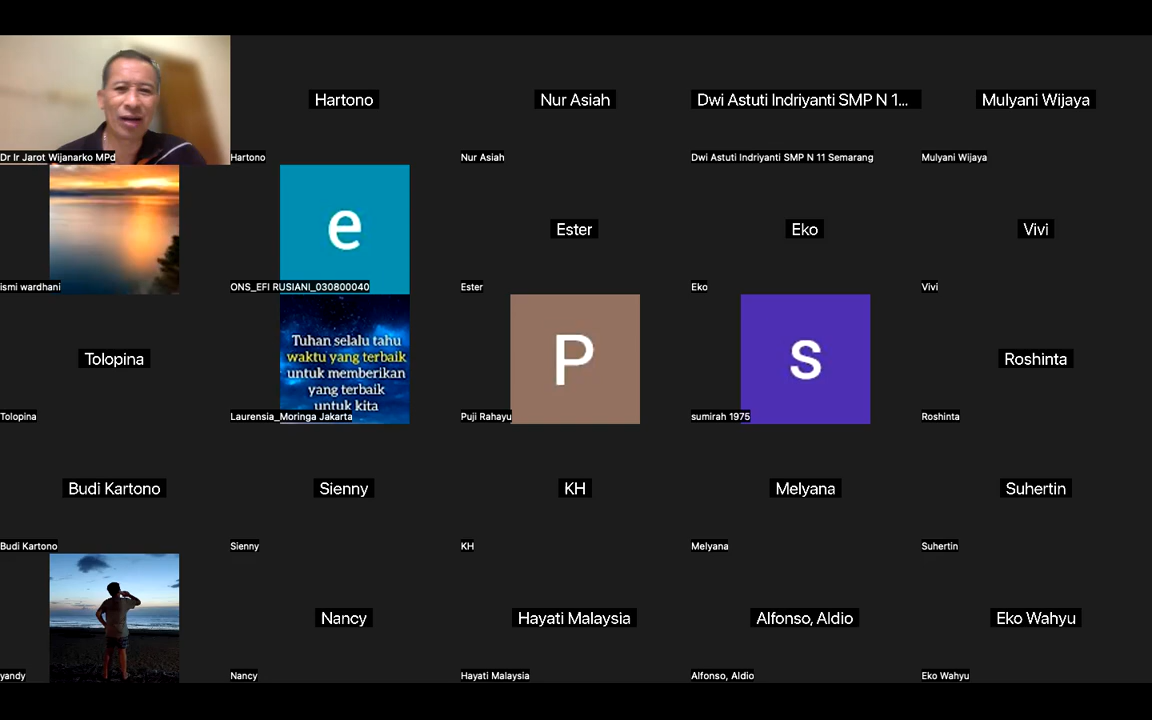 Hartono
Nur Asiah
Dwi Astuti Indriyanti SMP N 1...
Mulyani Wijaya
Dr Ir Jarot Wijanarko MPd
Hartono
Nur Asiah
Dwi Astuti Indriyanti SMP N 11 Semarang
Mulyani Wijaya
e
Ester
Eko
Vivi
ismi wardhani
ONS_EFI RUSIANI_030800040
Ester
Eko
Vivi
Tolopina
Tuhan selalu tahu
waktu yang terbaik
untuk memberikan
yang terbaik
untuk kita
P
s
Roshinta
Tolopina
Laurensia_Moringa Jakarta
Puji Rahayu
sumirah 1975
Roshinta
Budi Kartono
Sienny
KH
Melyana
Suhertin
Budi Kartono
Sienny
KH
Melyana
Suhertin
Nancy
Hayati Malaysia
Alfonso, Aldio
Eko Wahyu
yandy
Nancy
Hayati Malaysia
Alfonso, Aldio
Eko Wahyu